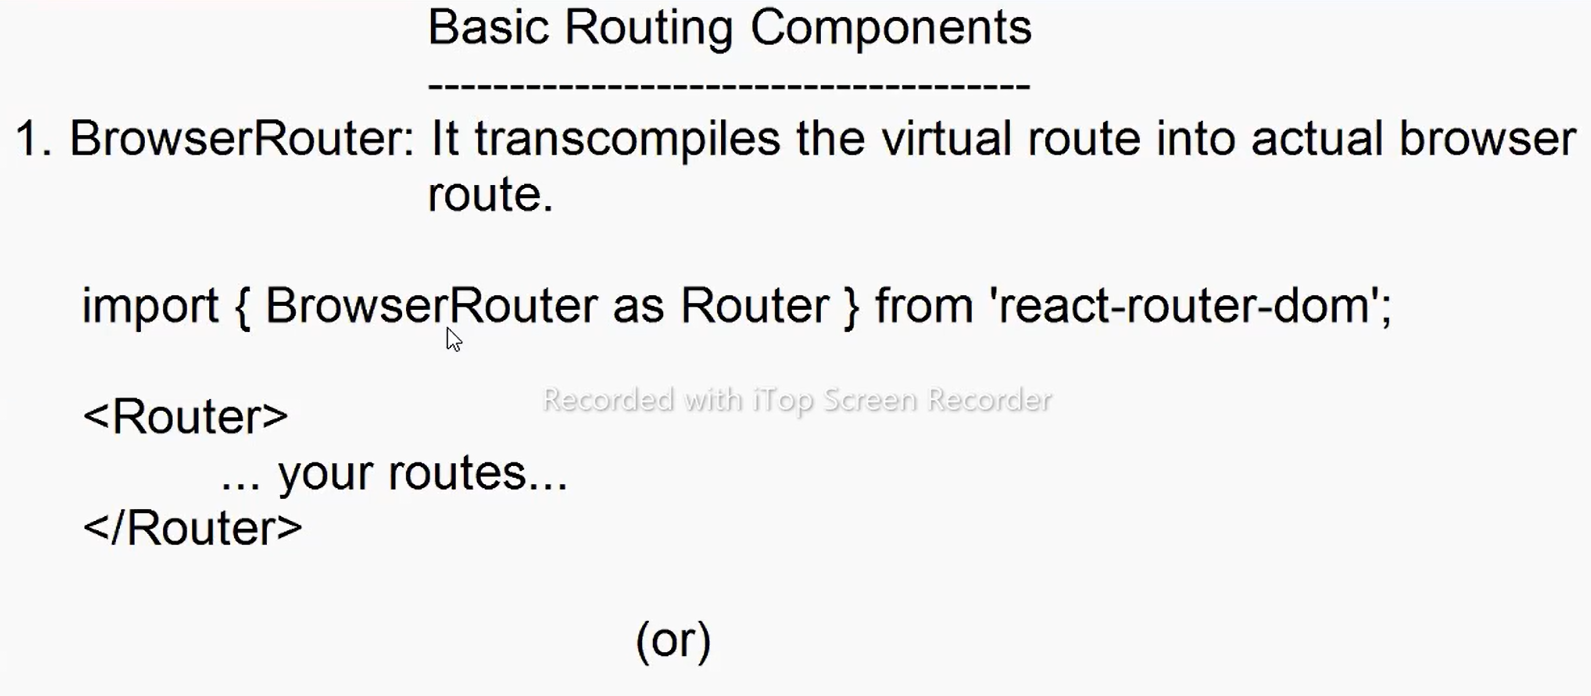 Basic Routing Components
-------------------------------------
1. BrowserRouter: It transcompiles the virtual route into actual browser
route.
import { BrowserRouter as Router } from 'react-router-dom';
Recorded with iTop Screen Recorder
<Router>
... your routes...
</Router>
(or)